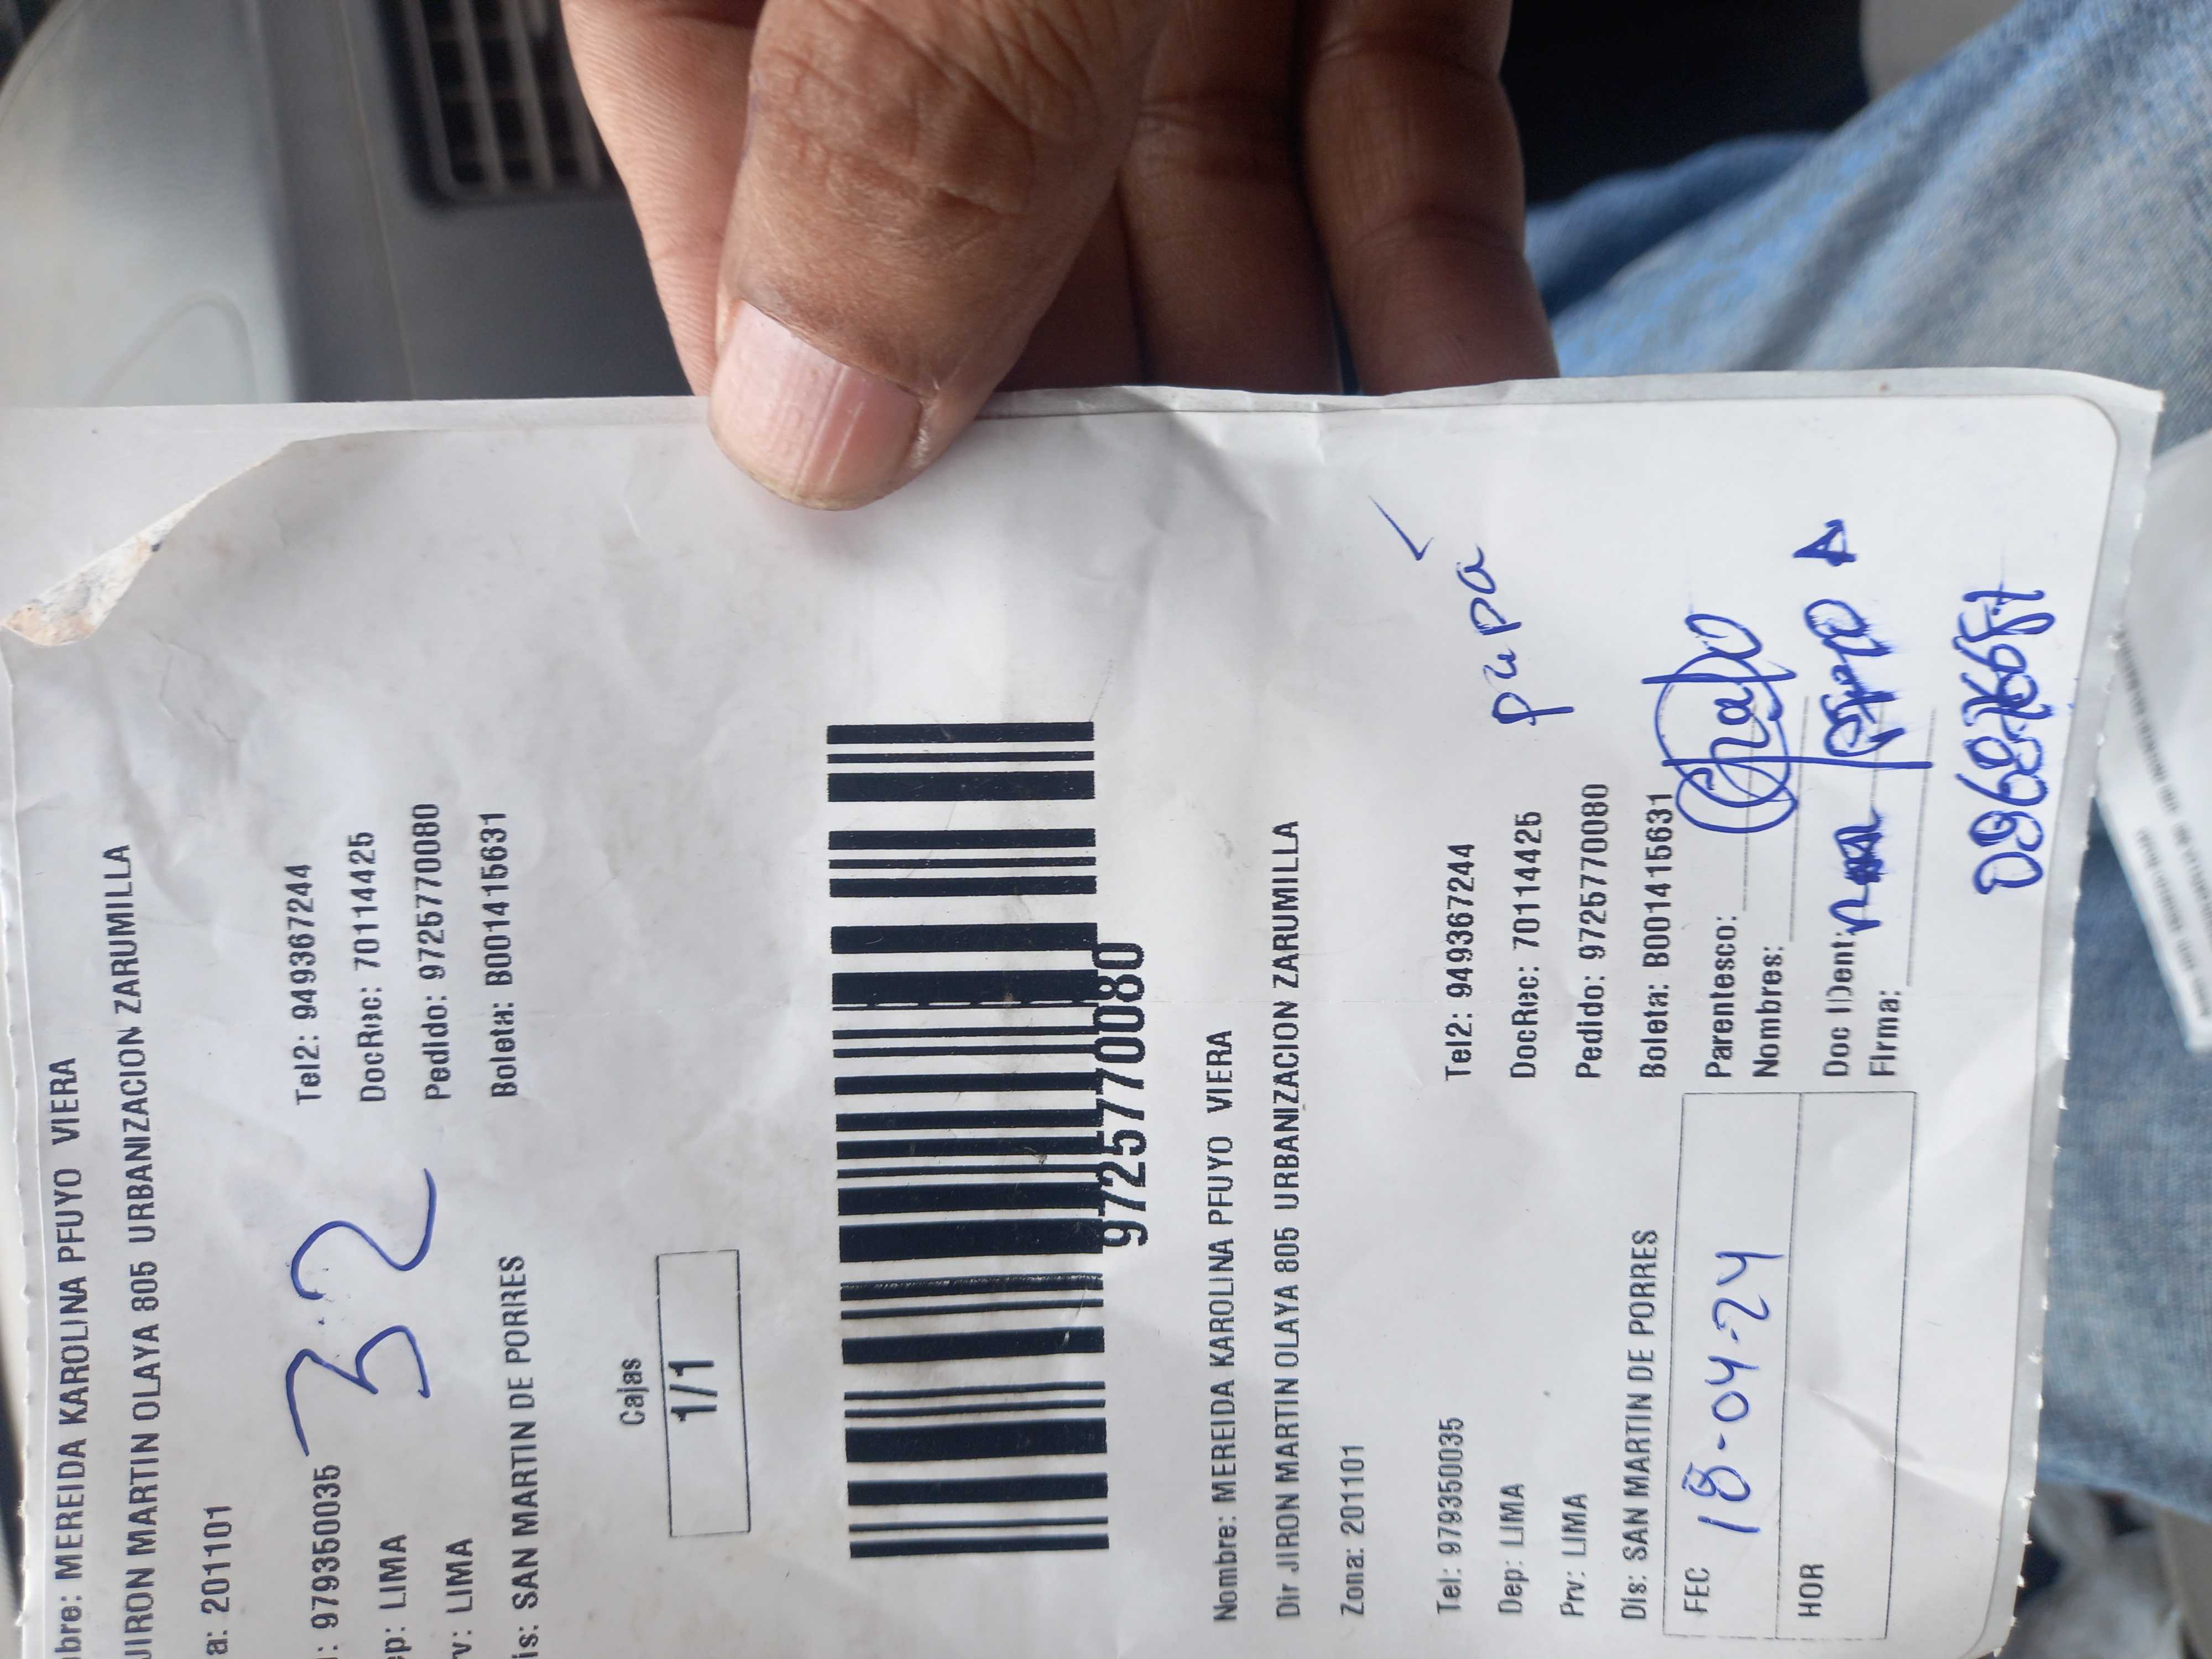 bre: MEREIDA KAROLINA PFUYO VIERA
JIRON MARTIN OLAYA 805 URBANIZACION ZARUMILLA
a: 201101
: 979350035
Tel2: 949367244
ep: LIMA
DocRec: 70114425
v: LIMA
Pedido: 9725770080
is: SAN MARTIN DE PORRES
Boleta: B001415631
32
Cajas
1/1
9725770080
Nombre: MEREIDA KAROLINA PFUYO VIERA
Dir JIRON MARTIN OLAYA 805 URBANIZACION ZARUMILLA
Zona: 201101
Tel: 979350035
Tel2: 949367244
Dep: LIMA
DocRec: 70114425
Prv: LIMA
Pedido: 9725770080
Dis: SAN MARTIN DE PORRES
Boleta: B001415631
FEC 18-04-24
HOR
Parentesco:
Nombres:
Doc IDent:
Firma: